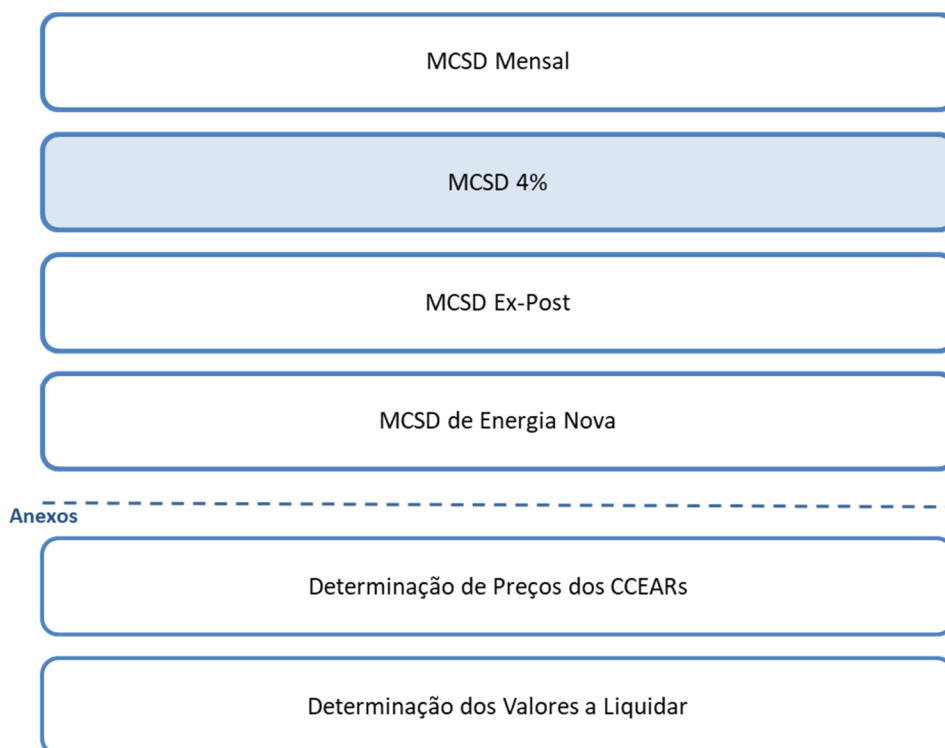 MCSD Mensal
MCSD 4%
MCSD Ex-Post
MCSD de Energia Nova
Anexos
Determinação de Preços dos CCEARs
Determinação dos Valores a Liquidar